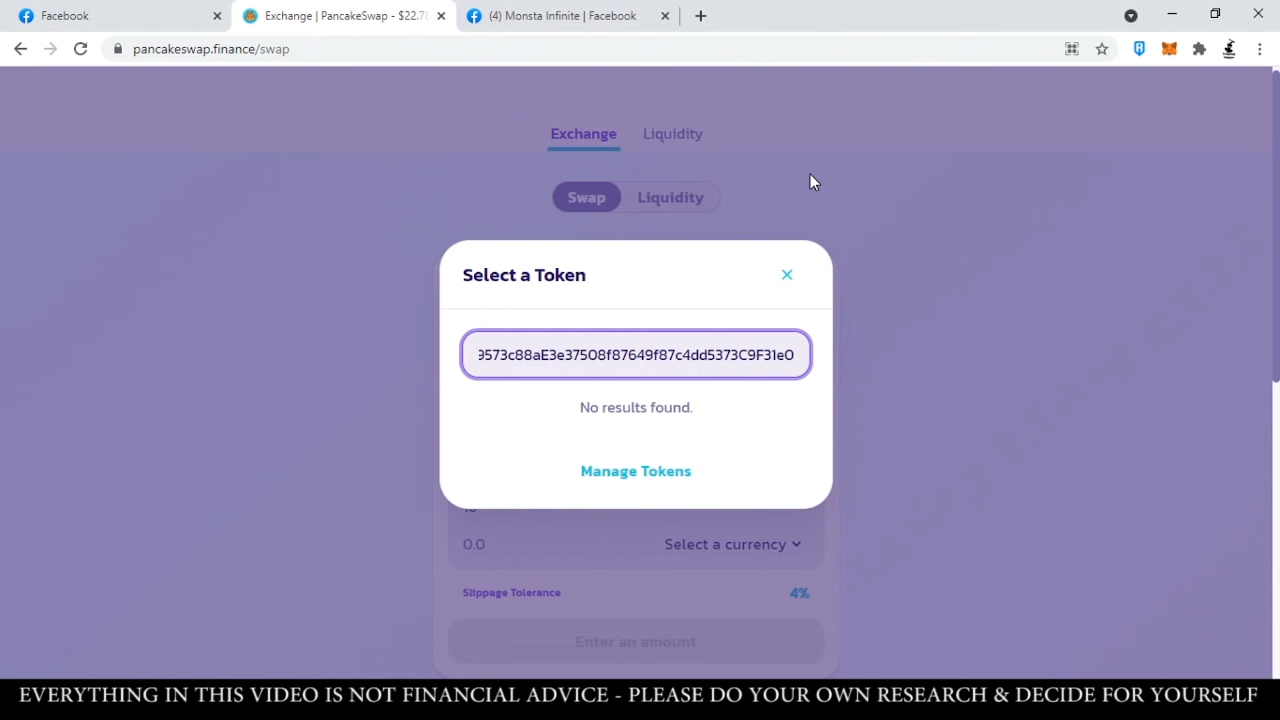 Facebook
Exchange | PancakeSwap - $22.78
(4) Monsta Infinite | Facebook
pancakeswap.finance/swap
Exchange
Liquidity
Swap
Liquidity
Select a Token
9573c88aE3e37508f87649f87c4dd5373C9F31e0
No results found.
Manage Tokens
0.0
Select a currency
Slippage Tolerance
4%
Enter an amount
EVERYTHING IN THIS VIDEO IS NOT FINANCIAL ADVICE - PLEASE DO YOUR OWN RESEARCH & DECIDE FOR YOURSELF